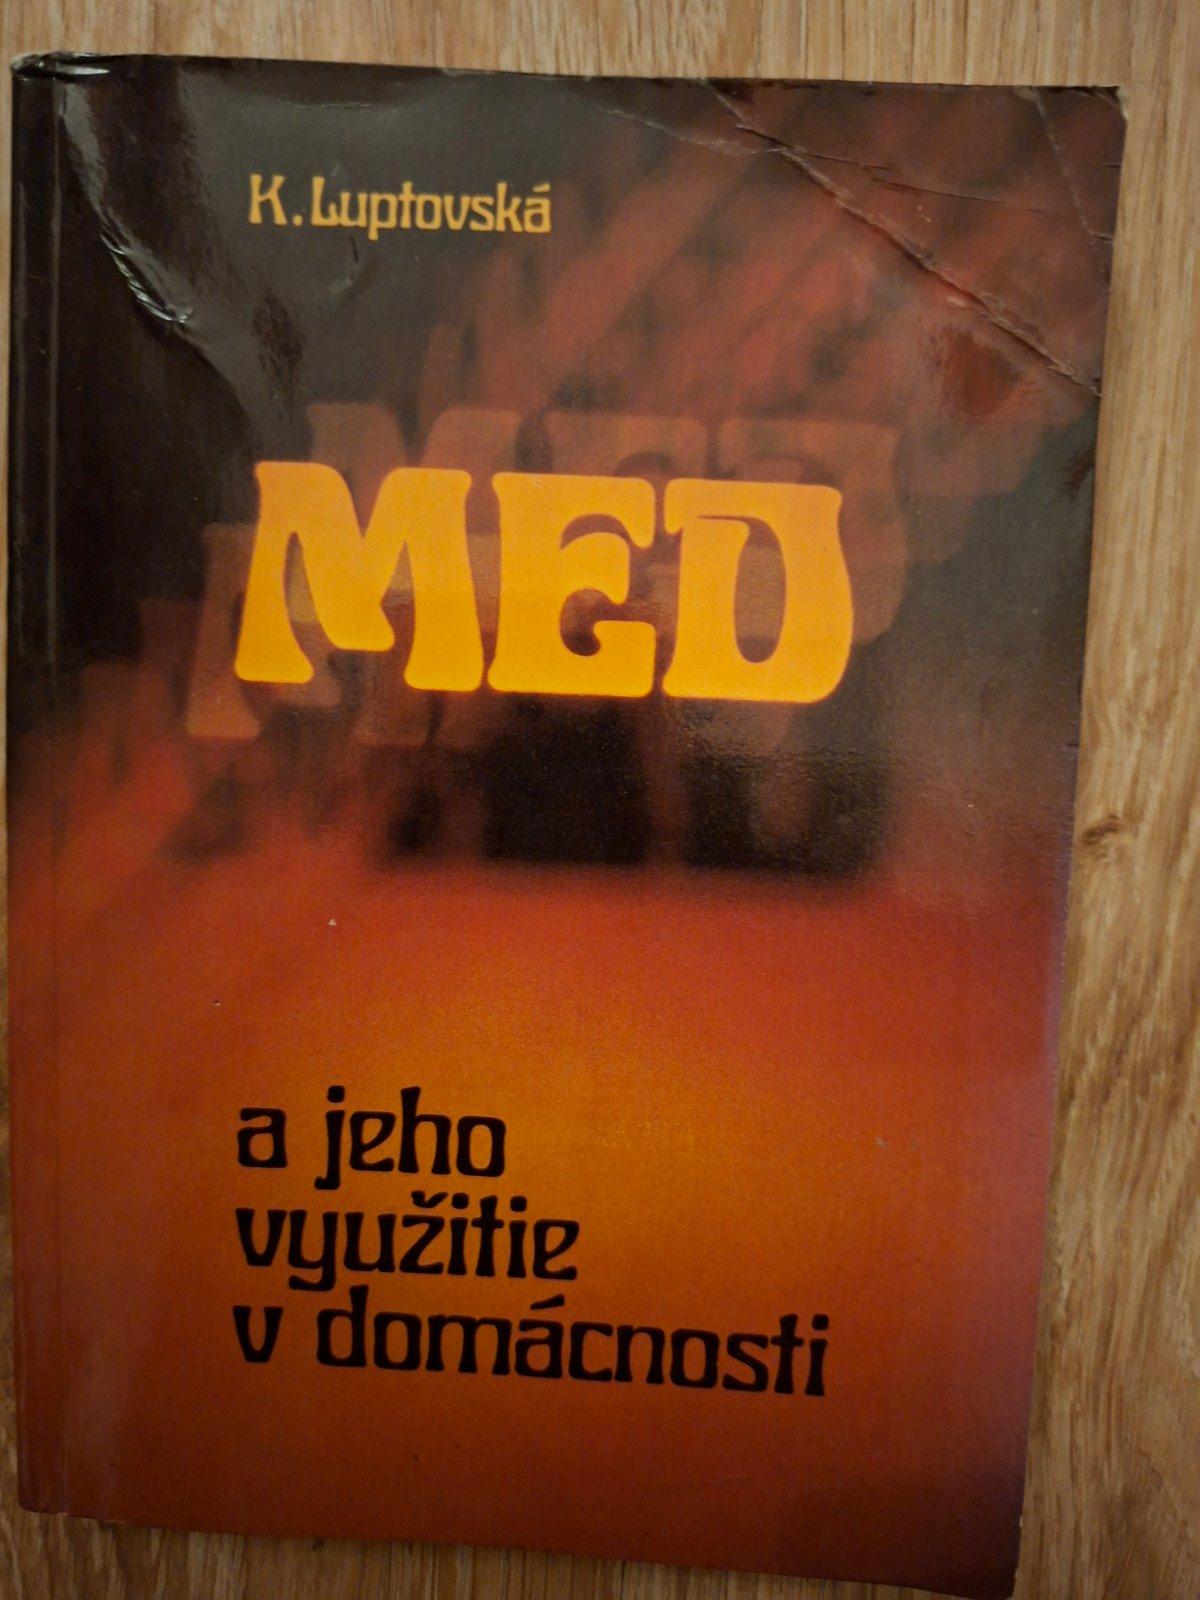 K. Luptovská
MED
a jeho
využitie
v domácnosti